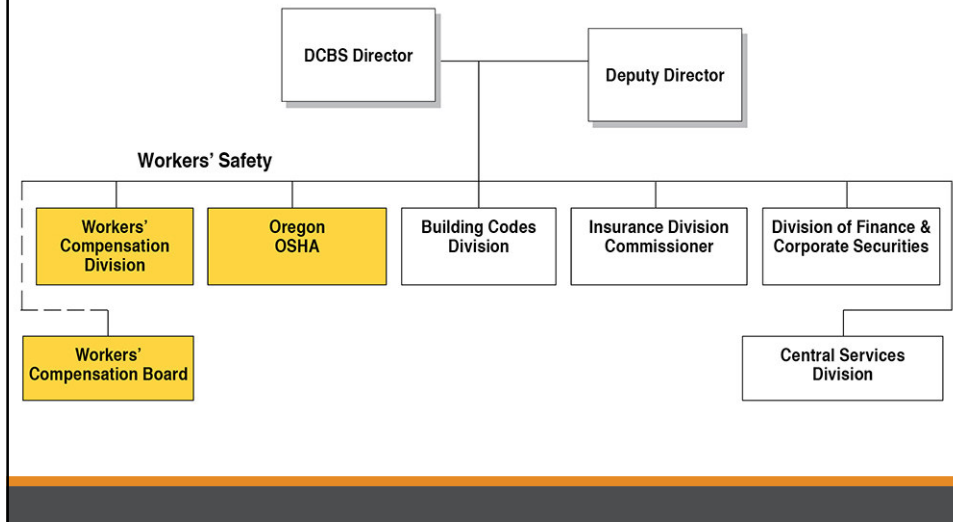 DCBS Director
Deputy Director
Workers’ Safety
Workers’
Compensation
Division
Oregon
OSHA
Building Codes
Division
Insurance Division
Commissioner
Division of Finance &
Corporate Securities
Workers’
Compensation Board
Central Services
Division